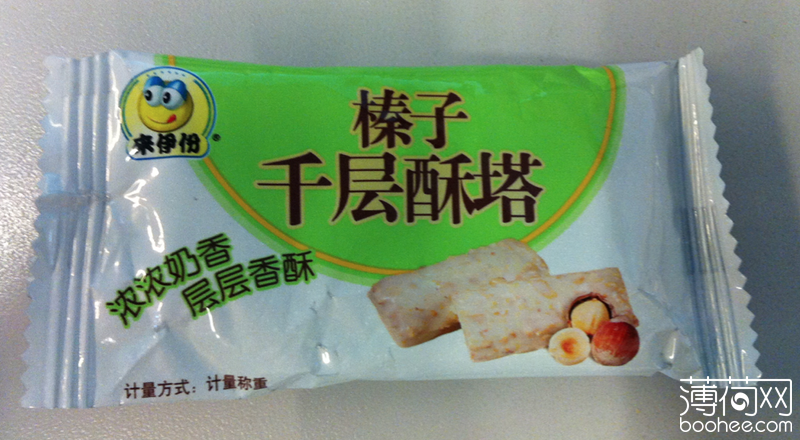 来伊份®
榛子
千层酥塔
浓浓奶香
层层香酥
计量方式：计量称重
薄荷网
boohee.com